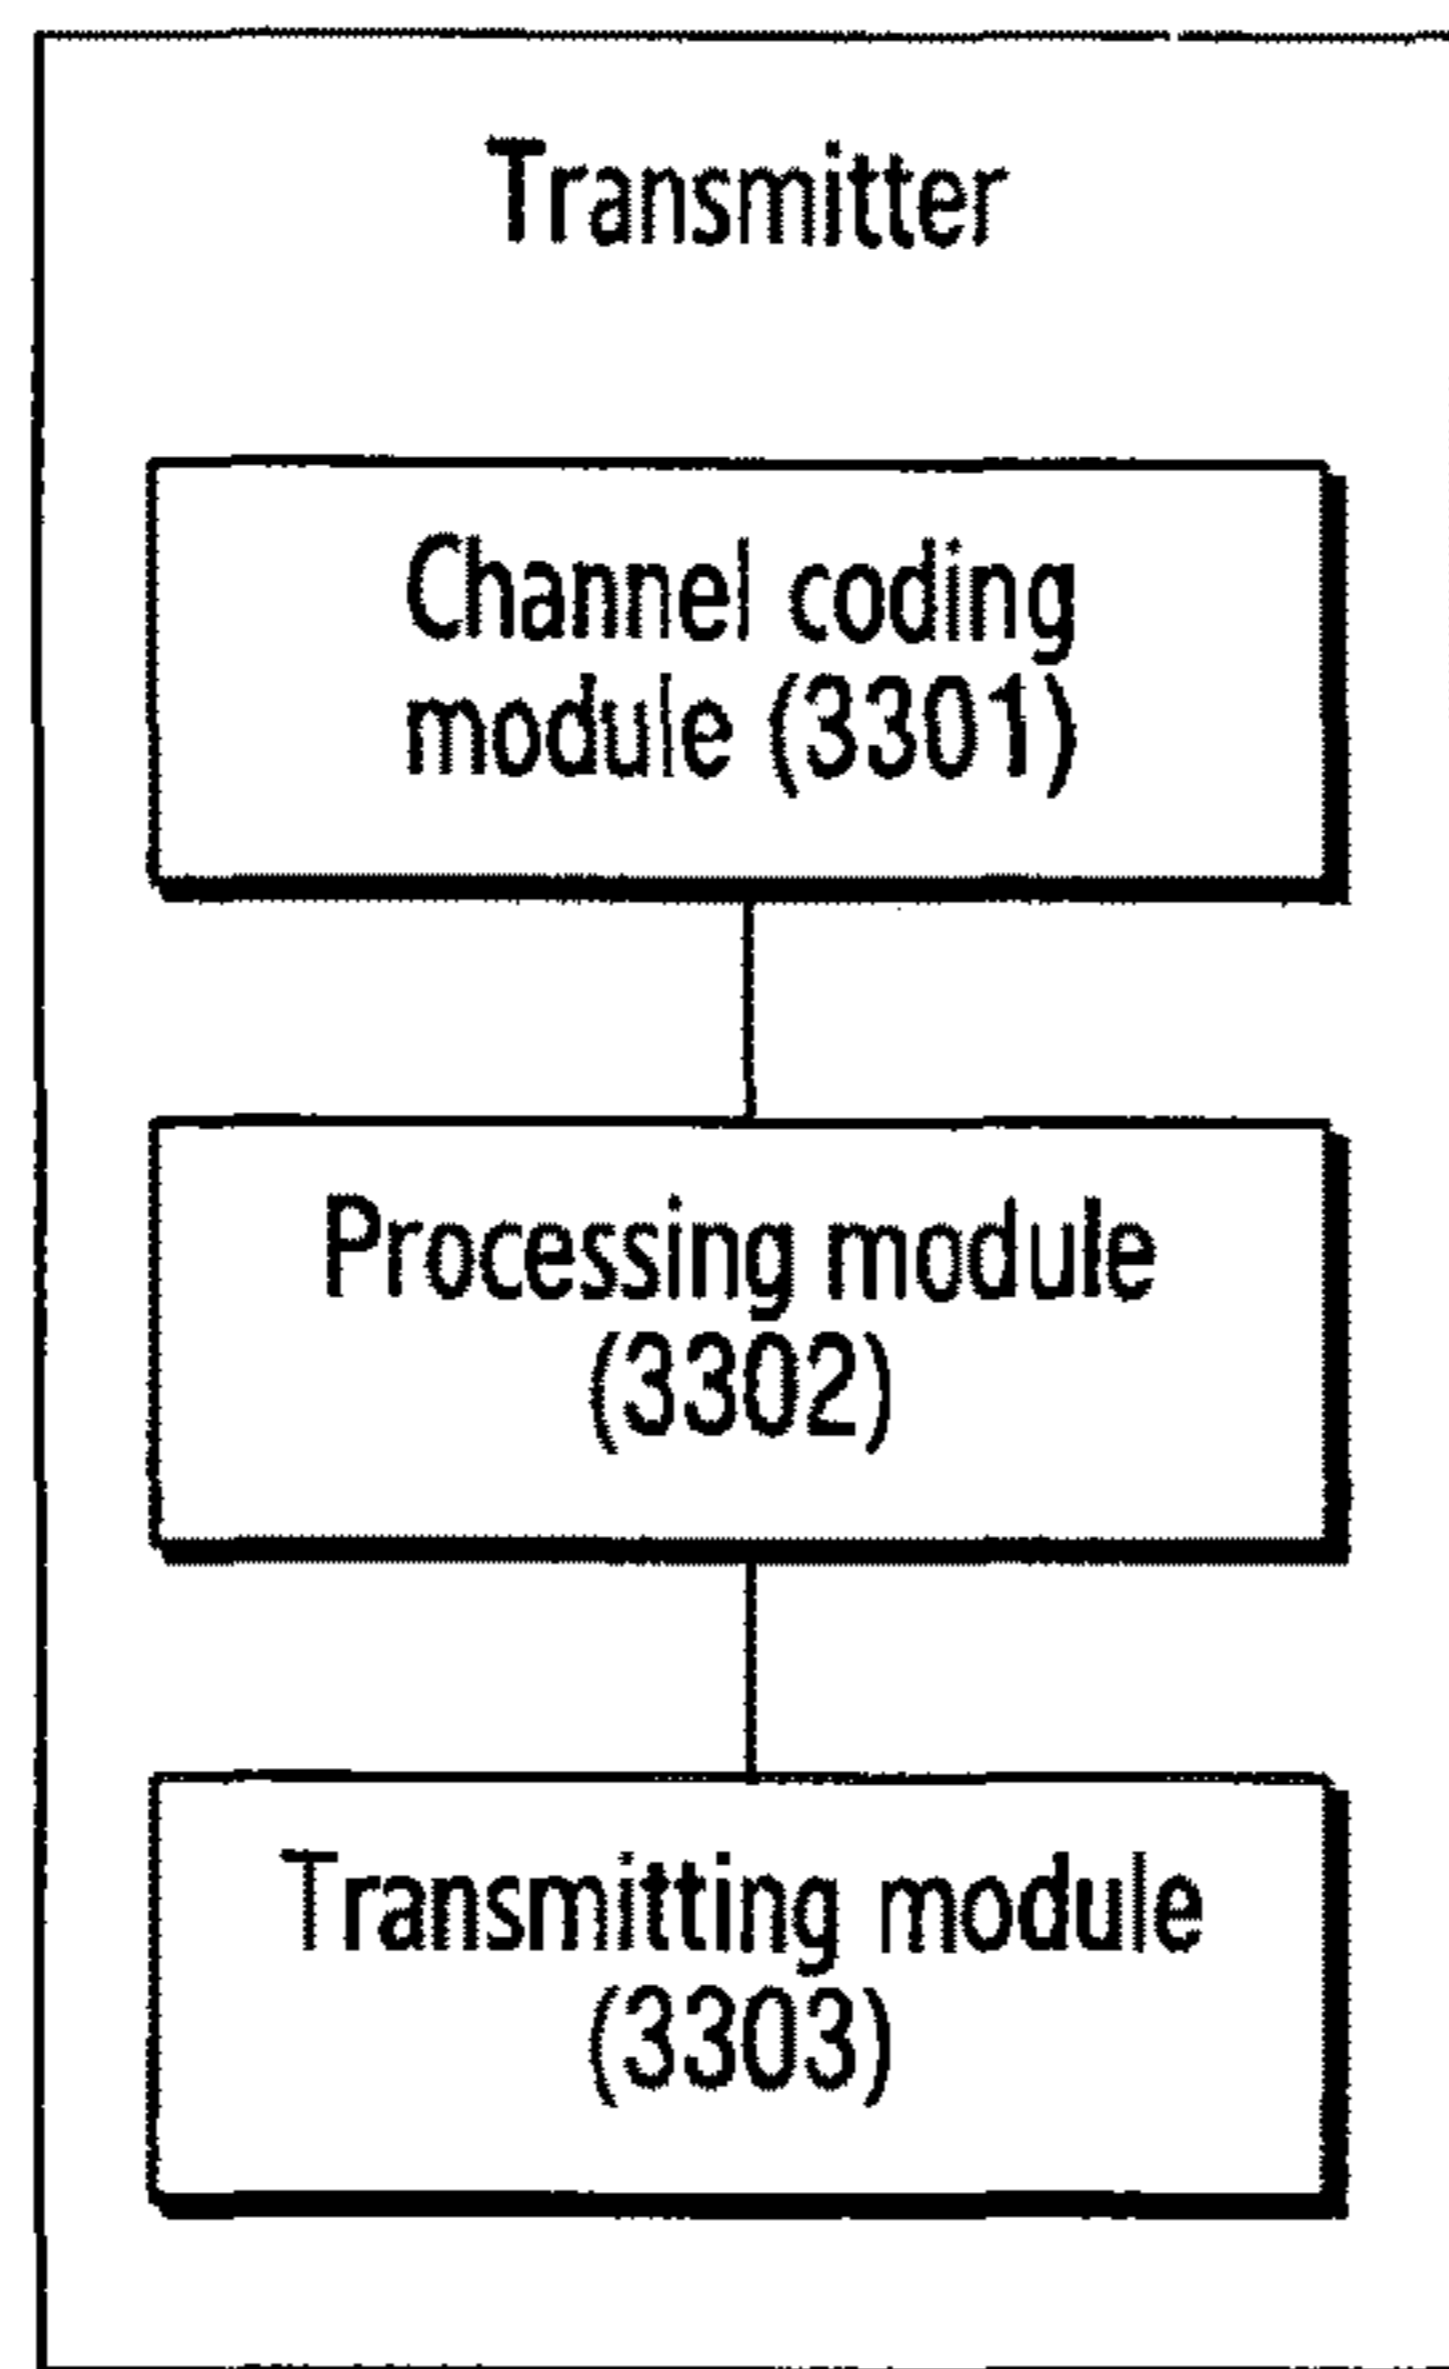 Transmitter
Channel coding
module (3301)
Processing module
(3302)
Transmitting module
(3303)